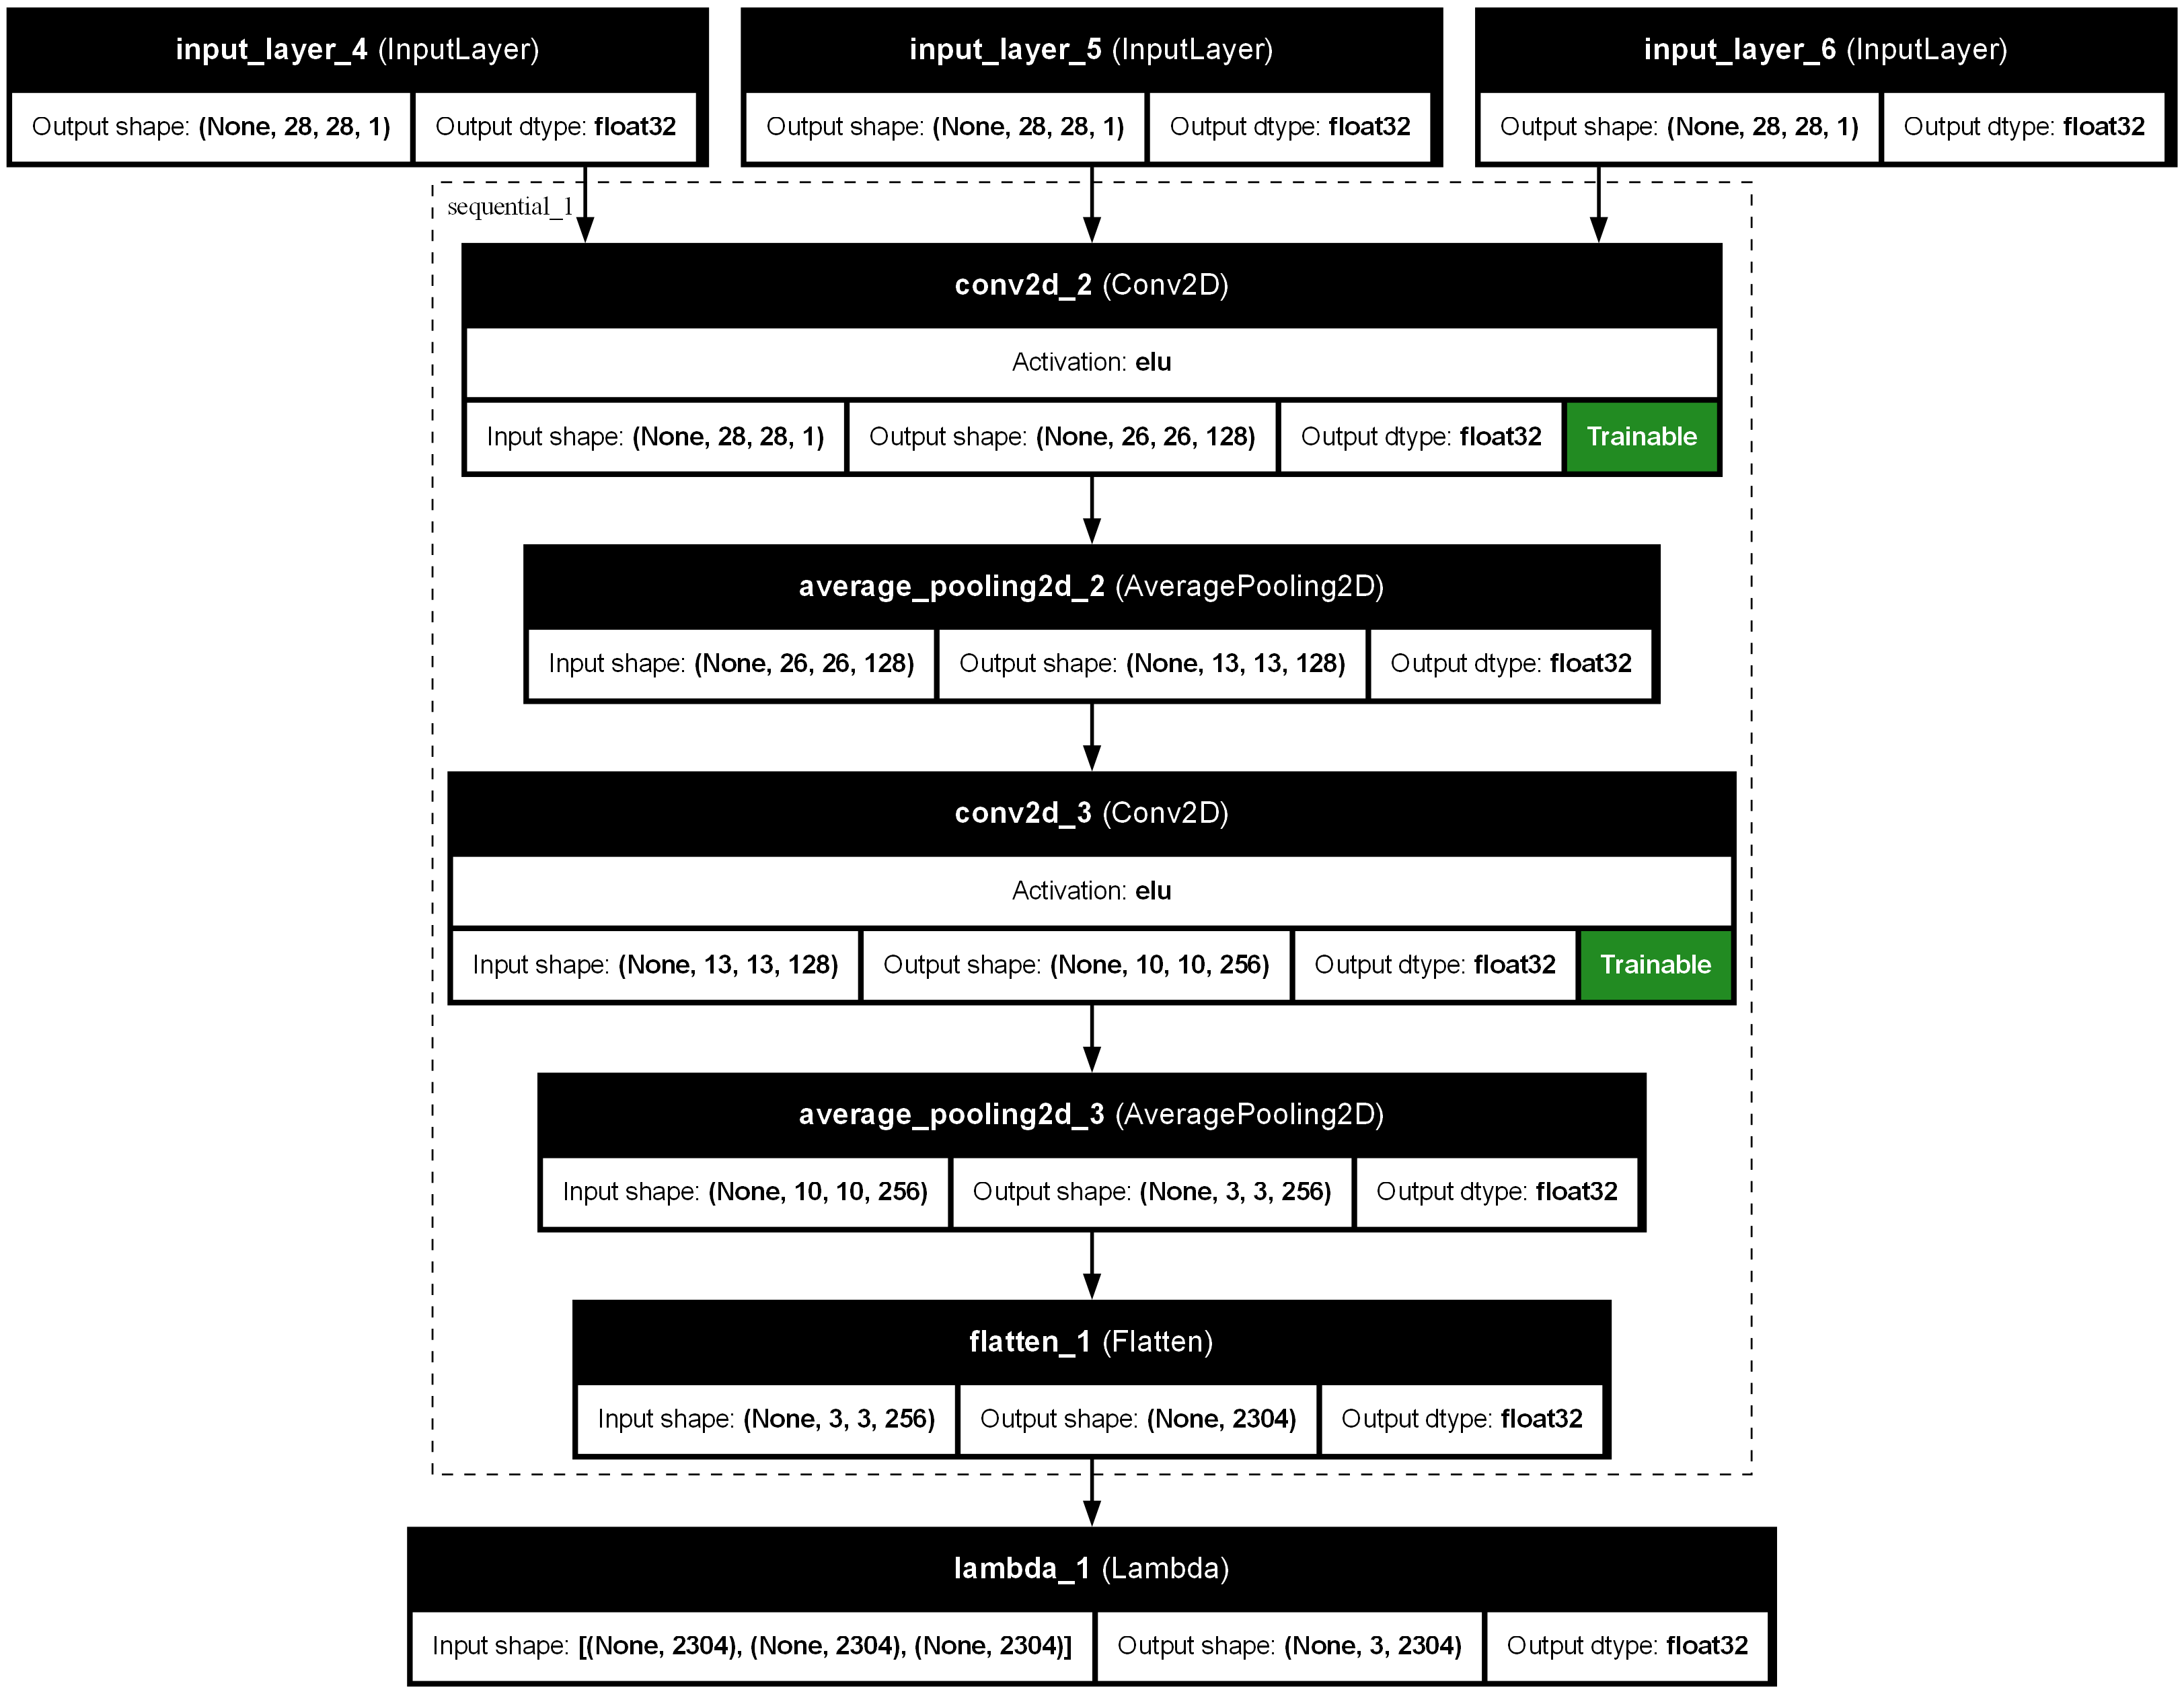 input_layer_4 (InputLayer)
Output shape: (None, 28, 28, 1) Output dtype: float32
input_layer_5 (InputLayer)
Output shape: (None, 28, 28, 1) Output dtype: float32
input_layer_6 (InputLayer)
Output shape: (None, 28, 28, 1) Output dtype: float32
sequential_1
conv2d_2 (Conv2D)
Activation: elu
Input shape: (None, 28, 28, 1) Output shape: (None, 26, 26, 128) Output dtype: float32 Trainable
average_pooling2d_2 (AveragePooling2D)
Input shape: (None, 26, 26, 128) Output shape: (None, 13, 13, 128) Output dtype: float32
conv2d_3 (Conv2D)
Activation: elu
Input shape: (None, 13, 13, 128) Output shape: (None, 10, 10, 256) Output dtype: float32 Trainable
average_pooling2d_3 (AveragePooling2D)
Input shape: (None, 10, 10, 256) Output shape: (None, 3, 3, 256) Output dtype: float32
flatten_1 (Flatten)
Input shape: (None, 3, 3, 256) Output shape: (None, 2304) Output dtype: float32
lambda_1 (Lambda)
Input shape: [(None, 2304), (None, 2304), (None, 2304)] Output shape: (None, 3, 2304) Output dtype: float32